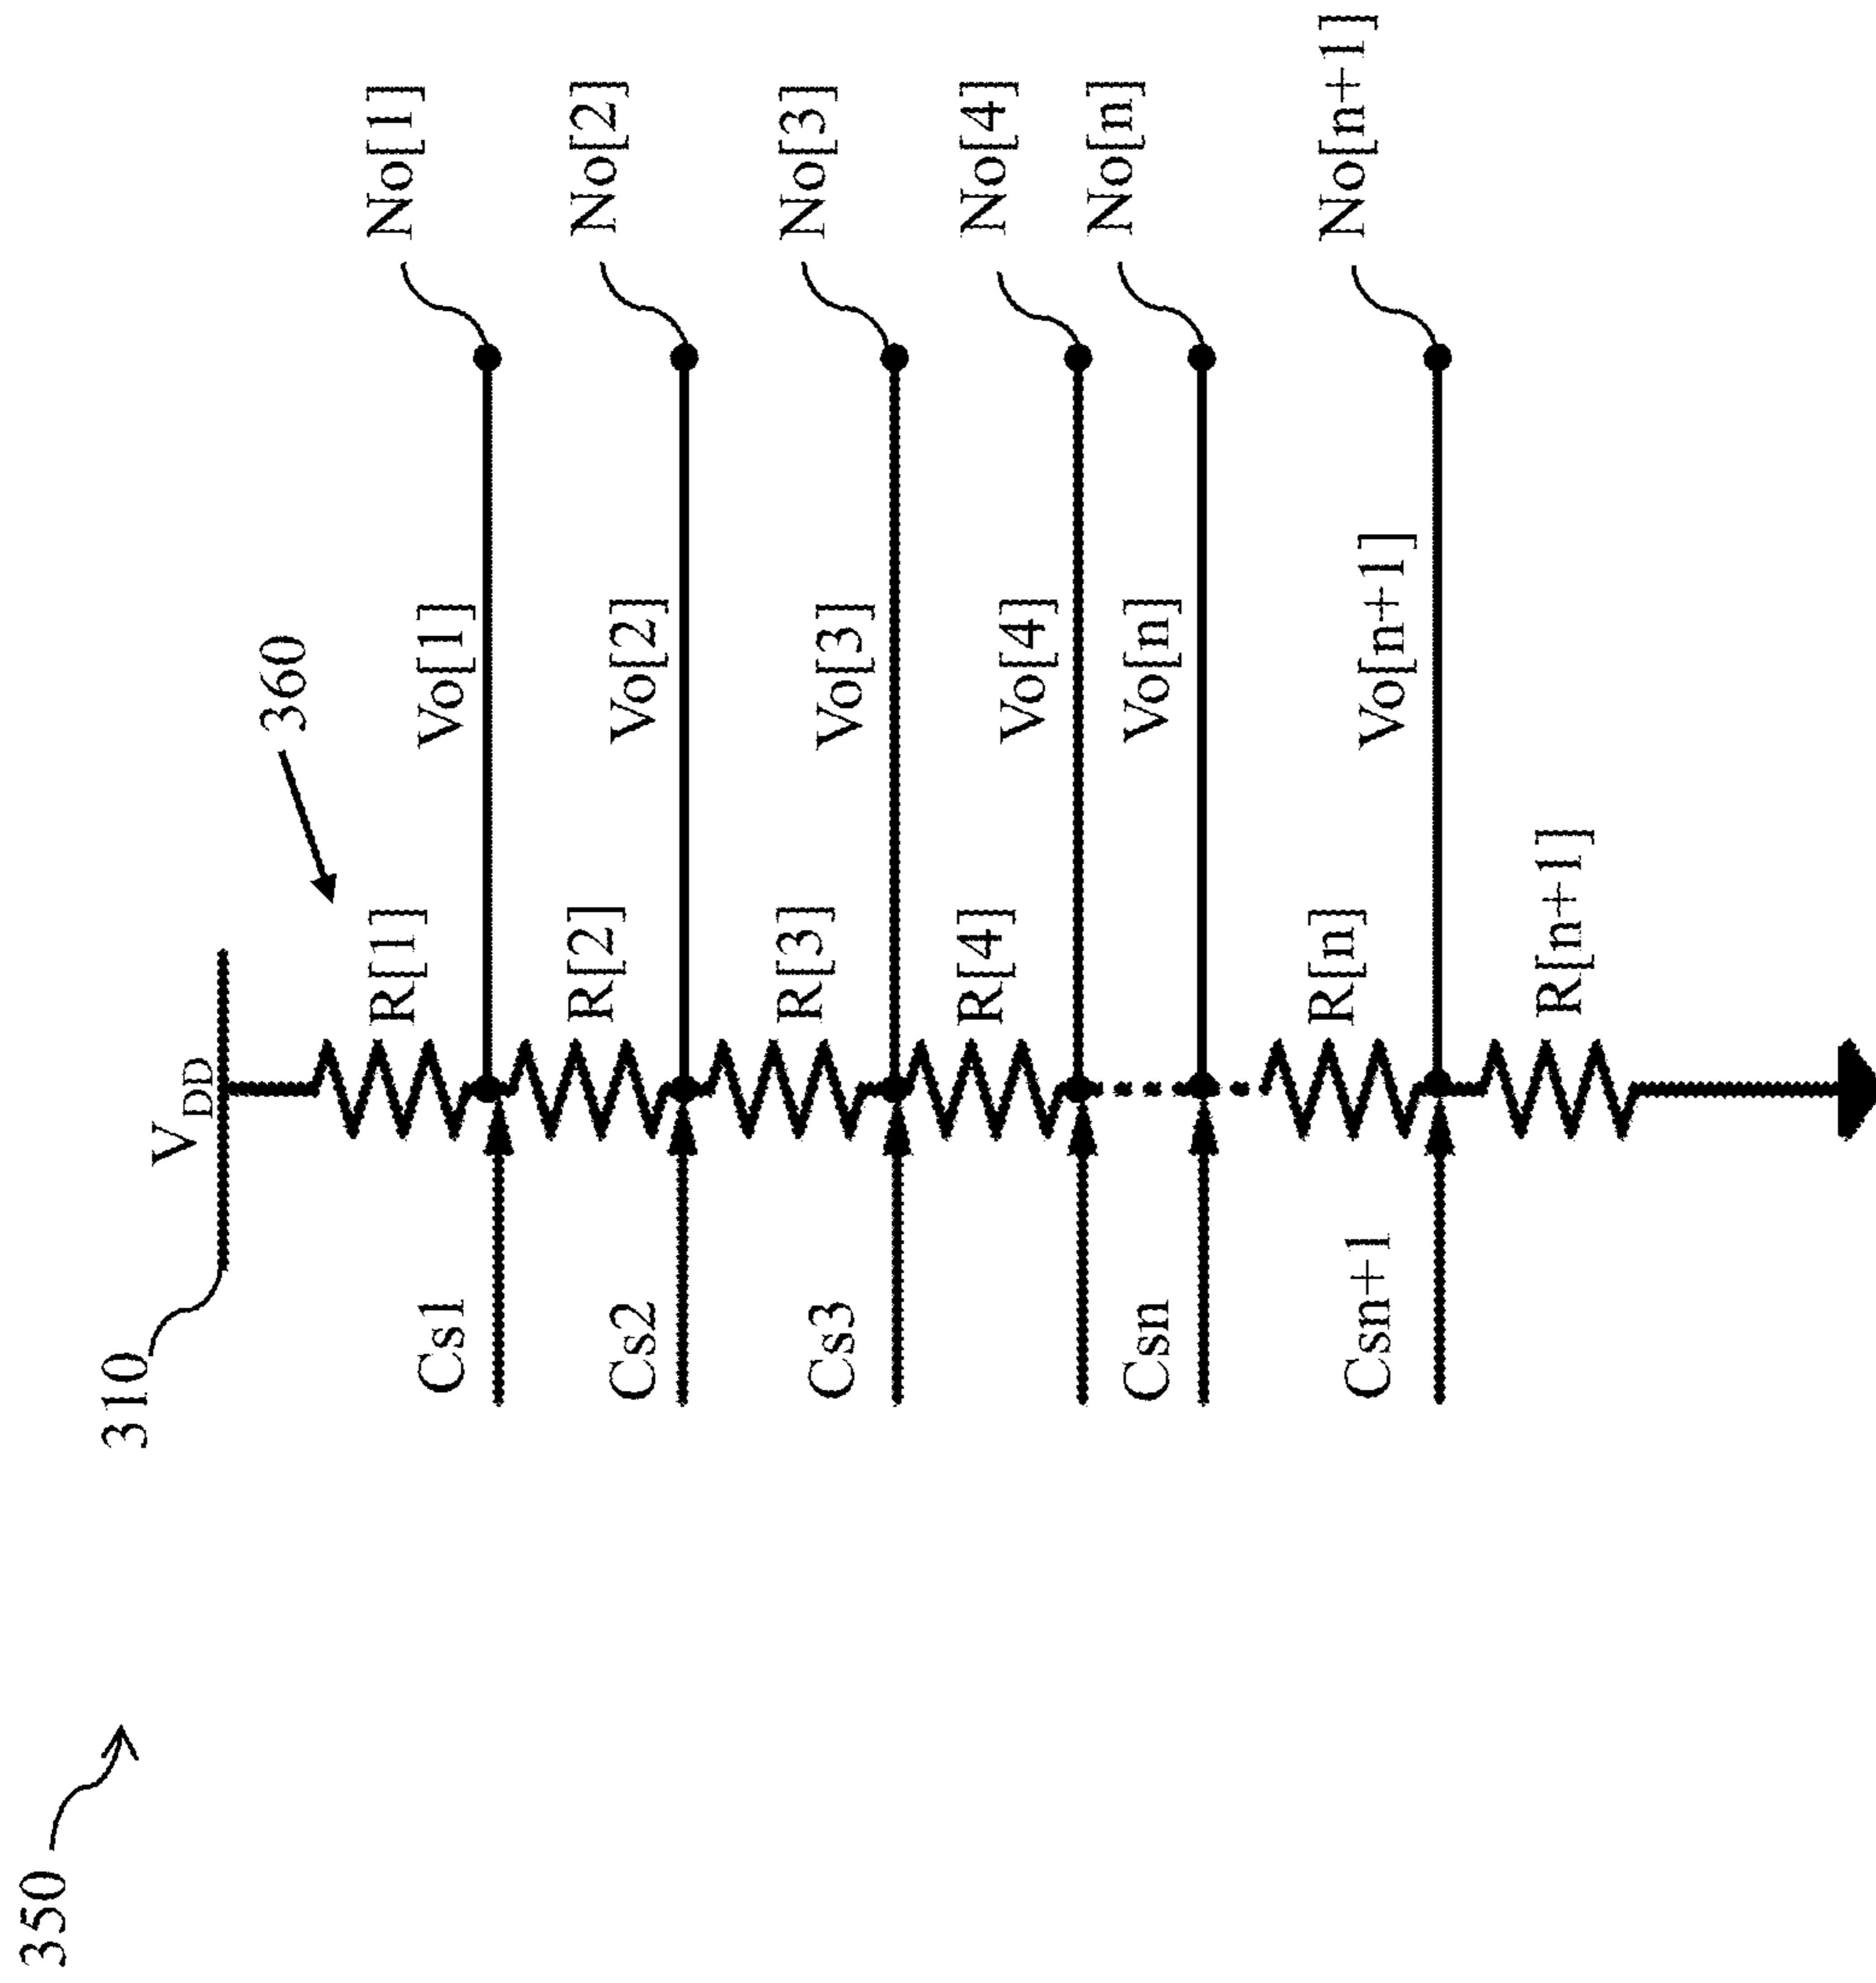 350
310
V DD
360
R[1]
Cs1
Vo[1]
No[1]
R[2]
Cs2
Vo[2]
No[2]
R[3]
Cs3
Vo[3]
No[3]
R[4]
Vo[4]
No[4]
Csn
Vo[n]
No[n]
R[n]
Csn+1
Vo[n+1]
No[n+1]
R[n+1]